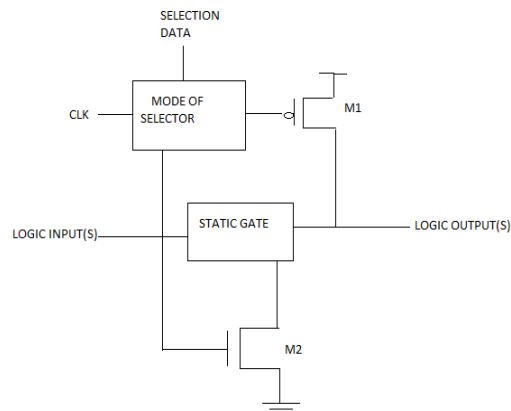 SELECTION
DATA
MODE OF
SELECTOR
CLK
M1
STATIC GATE
LOGIC INPUT(S)
LOGIC OUTPUT(S)
M2